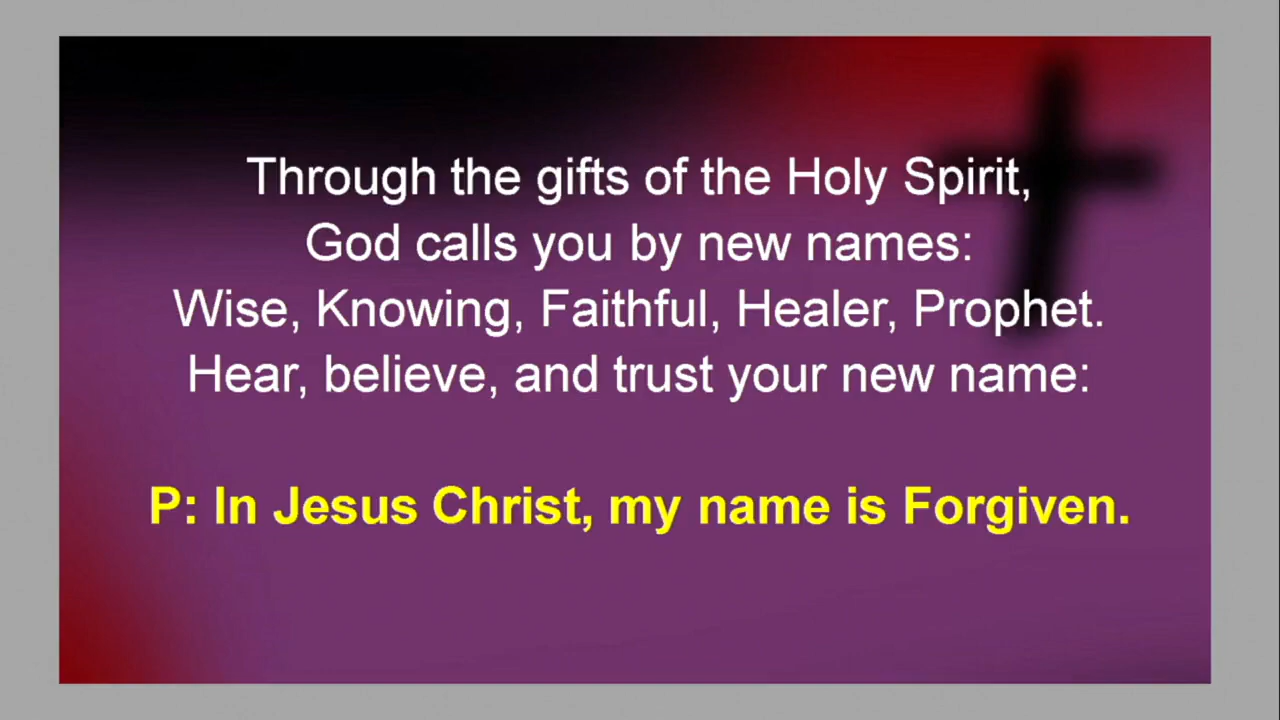 Through the gifts of the Holy Spirit,
God calls you by new names:
Wise, Knowing, Faithful, Healer, Prophet.
Hear, believe, and trust your new name:
P: In Jesus Christ, my name is Forgiven.